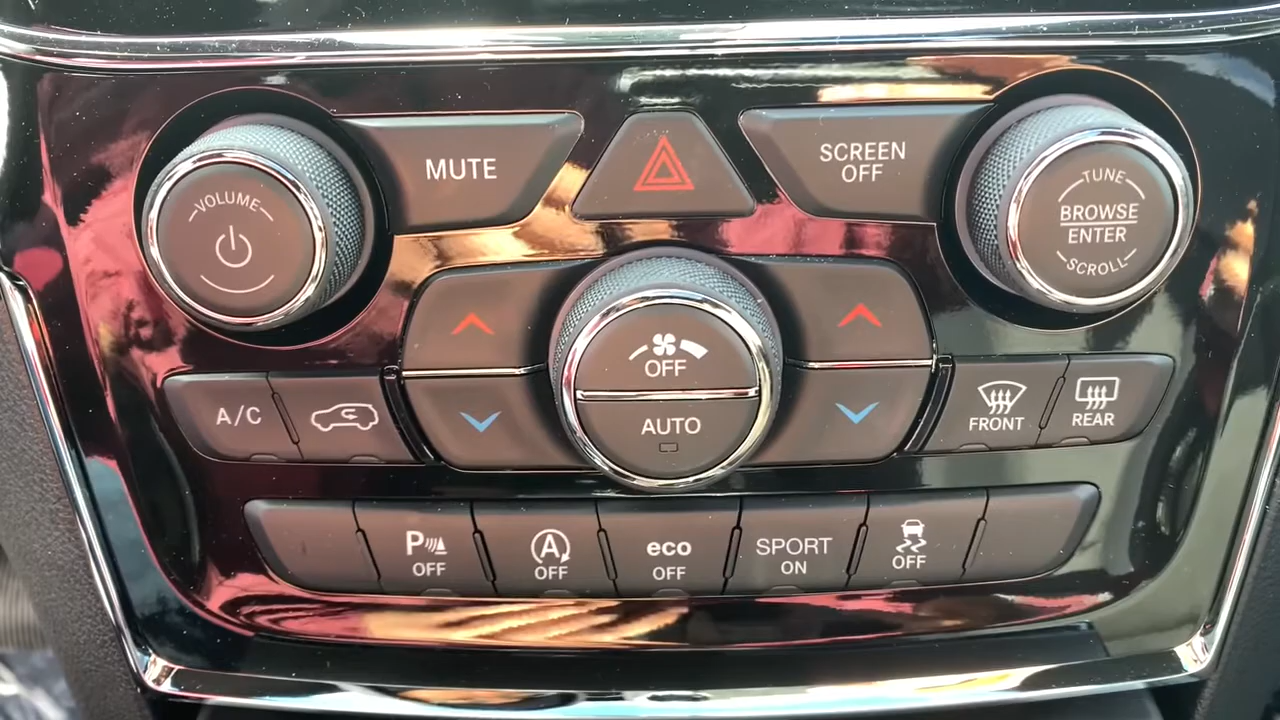 VOLUME
MUTE
SCREEN
OFF
TUNE
BROWSE
ENTER
SCROLL
OFF
AUTO
A/C
FRONT
REAR
P
OFF
A
OFF
eco
OFF
SPORT
ON
OFF